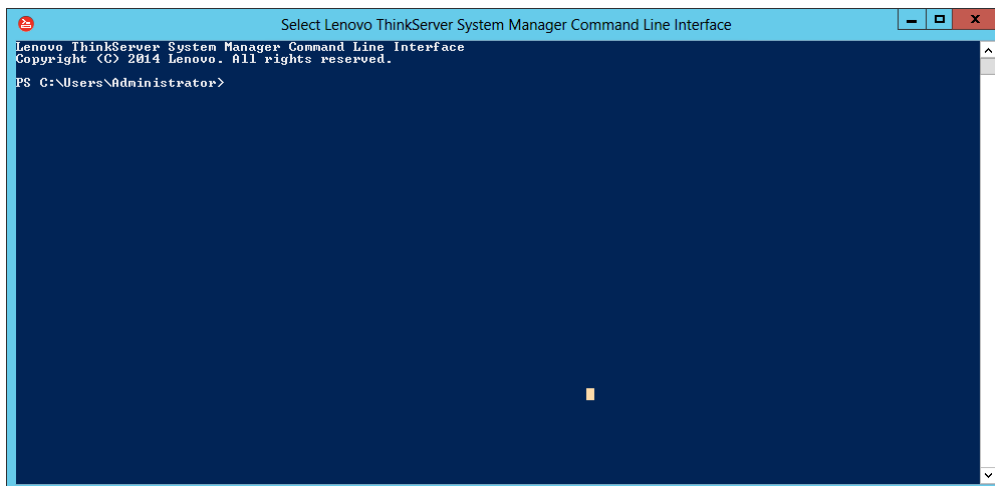 Select Lenovo ThinkServer System Manager Command Line Interface
Lenovo ThinkServer System Manager Command Line Interface
Copyright (C) 2014 Lenovo. All rights reserved.
PS C:\Users\Administrator>